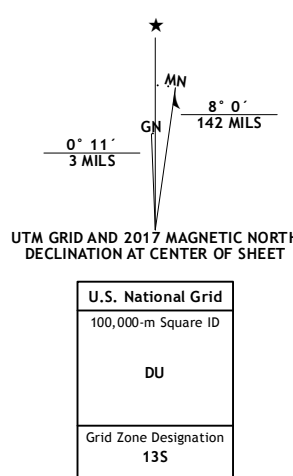 ★
MN
8° 0´
142 MILS
GN
0° 11´
3 MILS
UTM GRID AND 2017 MAGNETIC NORTH
DECLINATION AT CENTER OF SHEET
U.S. National Grid
100,000-m Square ID
DU
Grid Zone Designation
13S